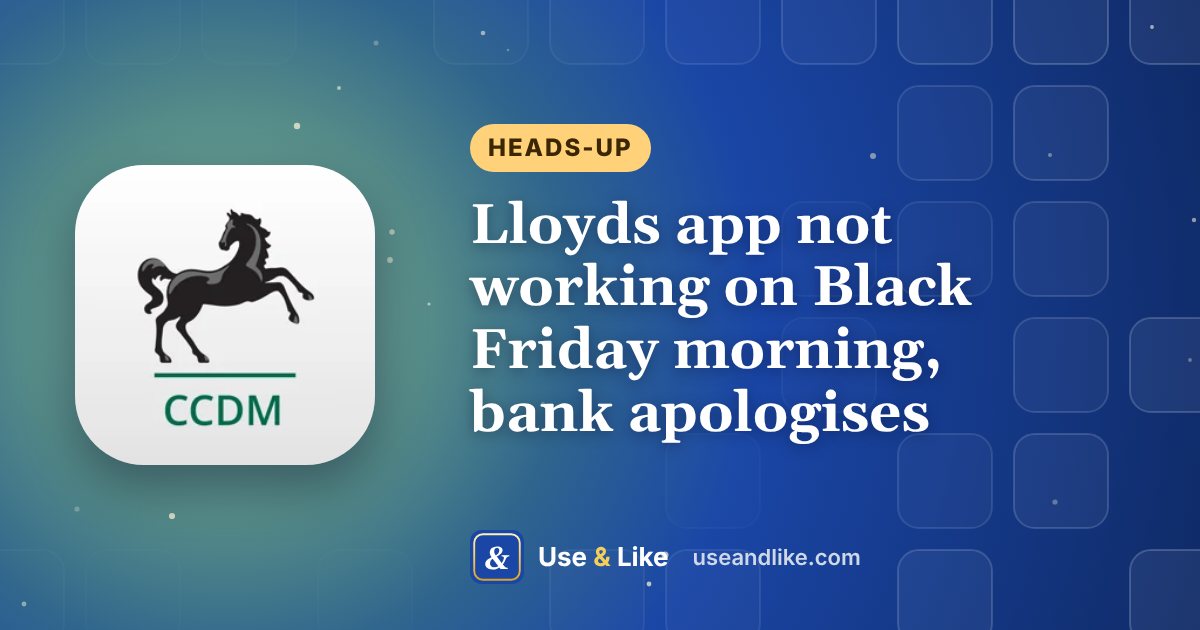 CCDM
HEADS-UP
Lloyds app not
working on Black
Friday morning,
bank apologises
&
Use & Like
useandlike.com